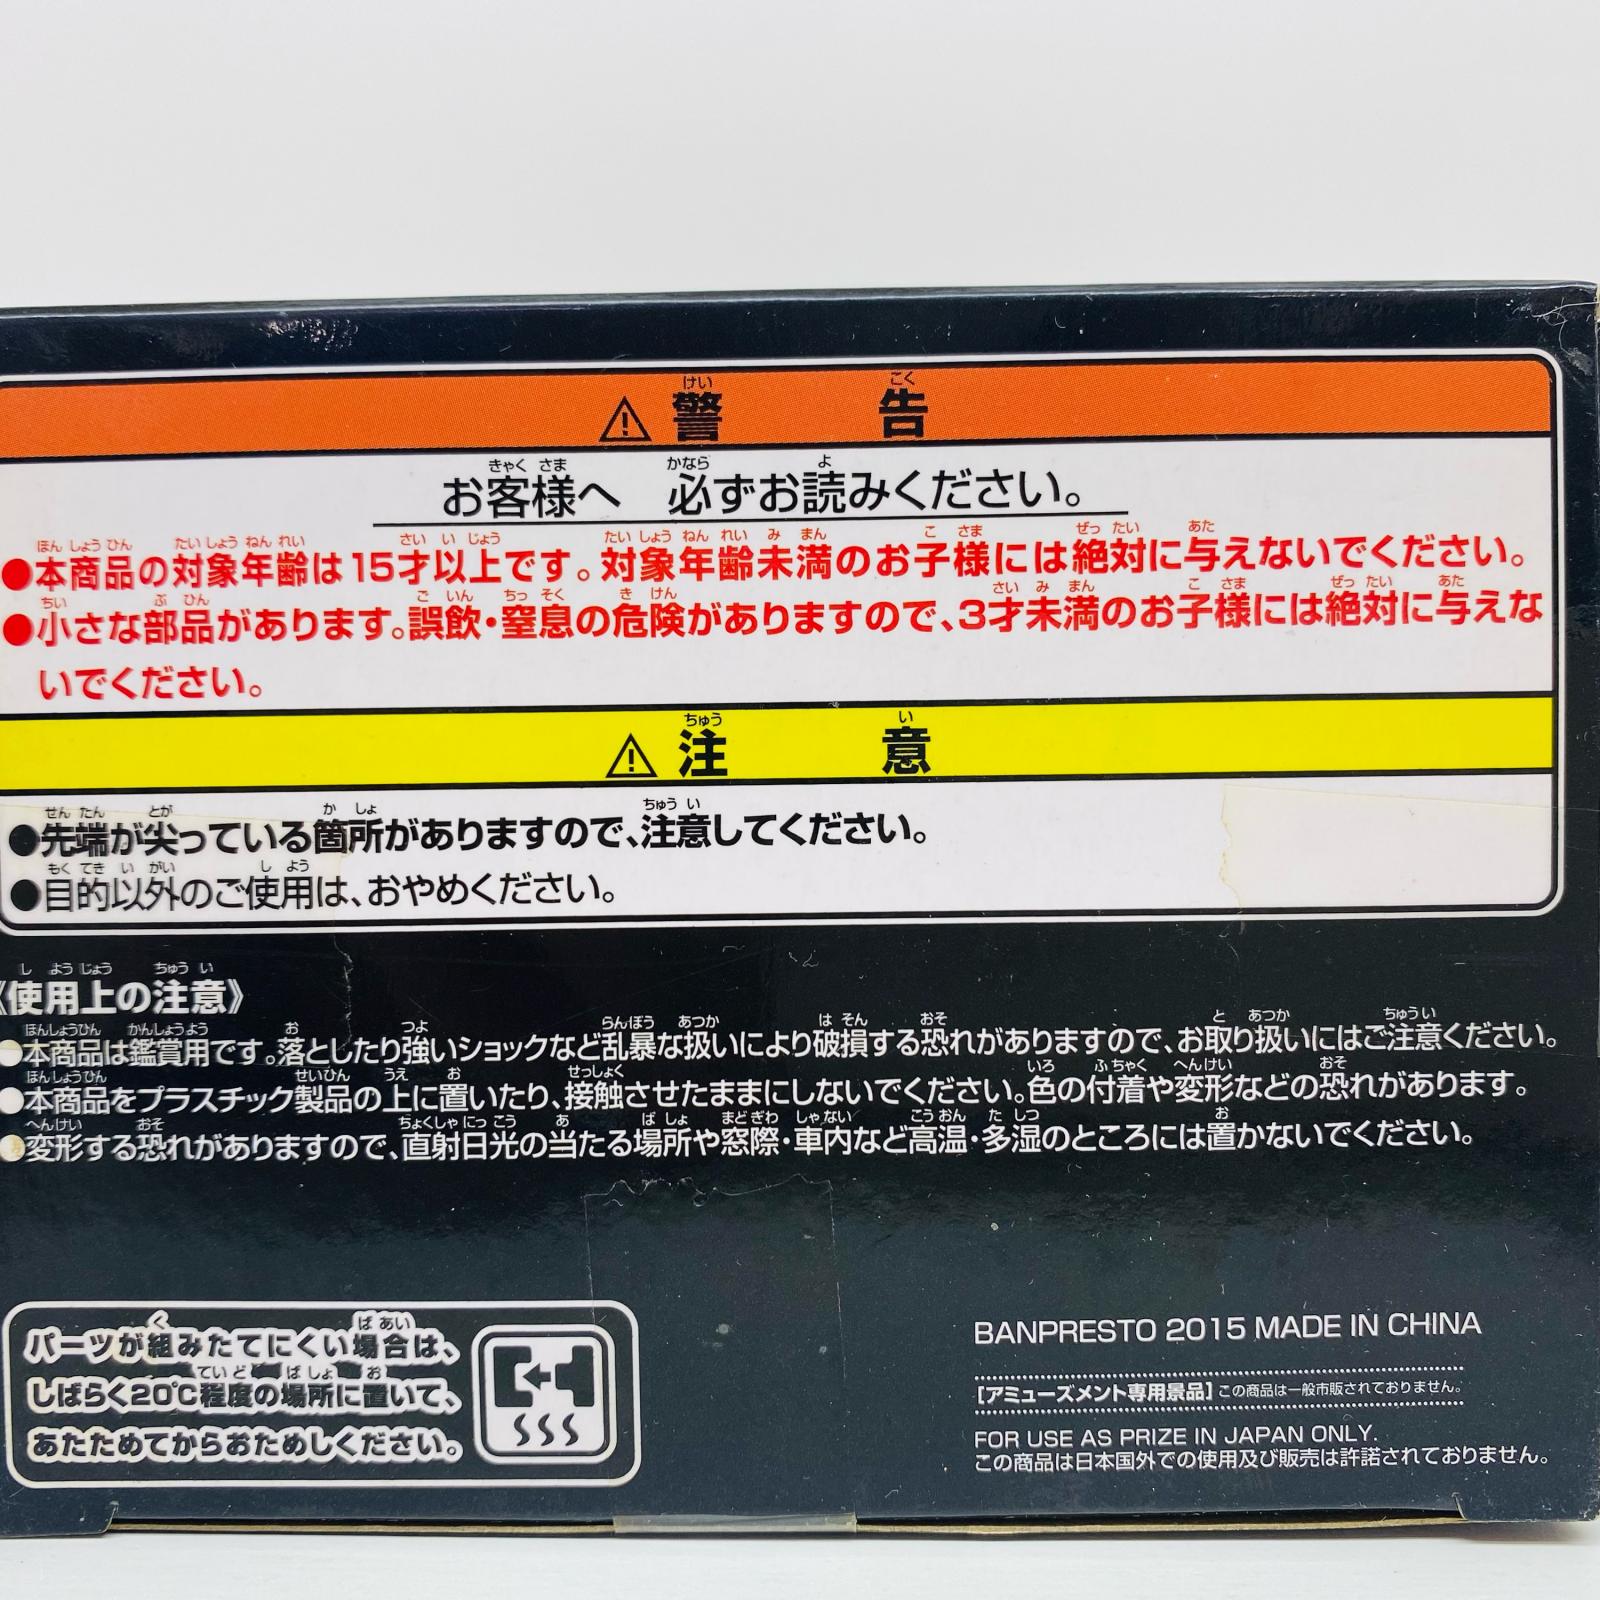 ⚠警告
お客様へ 必ずお読みください。
●本商品の対象年齢は15才以上です。対象年齢未満のお子様には絶対に与えないでください。
●小さな部品があります。誤飲・窒息の危険がありますので、3才未満のお子様には絶対に与えな
いでください。
⚠注意
●先端が尖っている箇所がありますので、注意してください。
●目的以外のご使用は、おやめください。
《使用上の注意》
●本商品は鑑賞用です。落としたり強いショックなど乱暴な扱いにより破損する恐れがありますので、お取り扱いにはご注意ください。
●本商品をプラスチック製品の上に置いたり、接触させたままにしないでください。色の付着や変形などの恐れがあります。
●変形する恐れがありますので、直射日光の当たる場所や窓際・車内など高温・多湿のところには置かないでください。
パーツが組みたてにくい場合は、
しばらく20℃程度の場所に置いて、
あたためてからおためしください。
BANPRESTO 2015 MADE IN CHINA
[アミューズメント専用景品] この商品は一般市販されておりません。
FOR USE AS PRIZE IN JAPAN ONLY.
この商品は日本国外での使用及び販売は許諾されておりません。